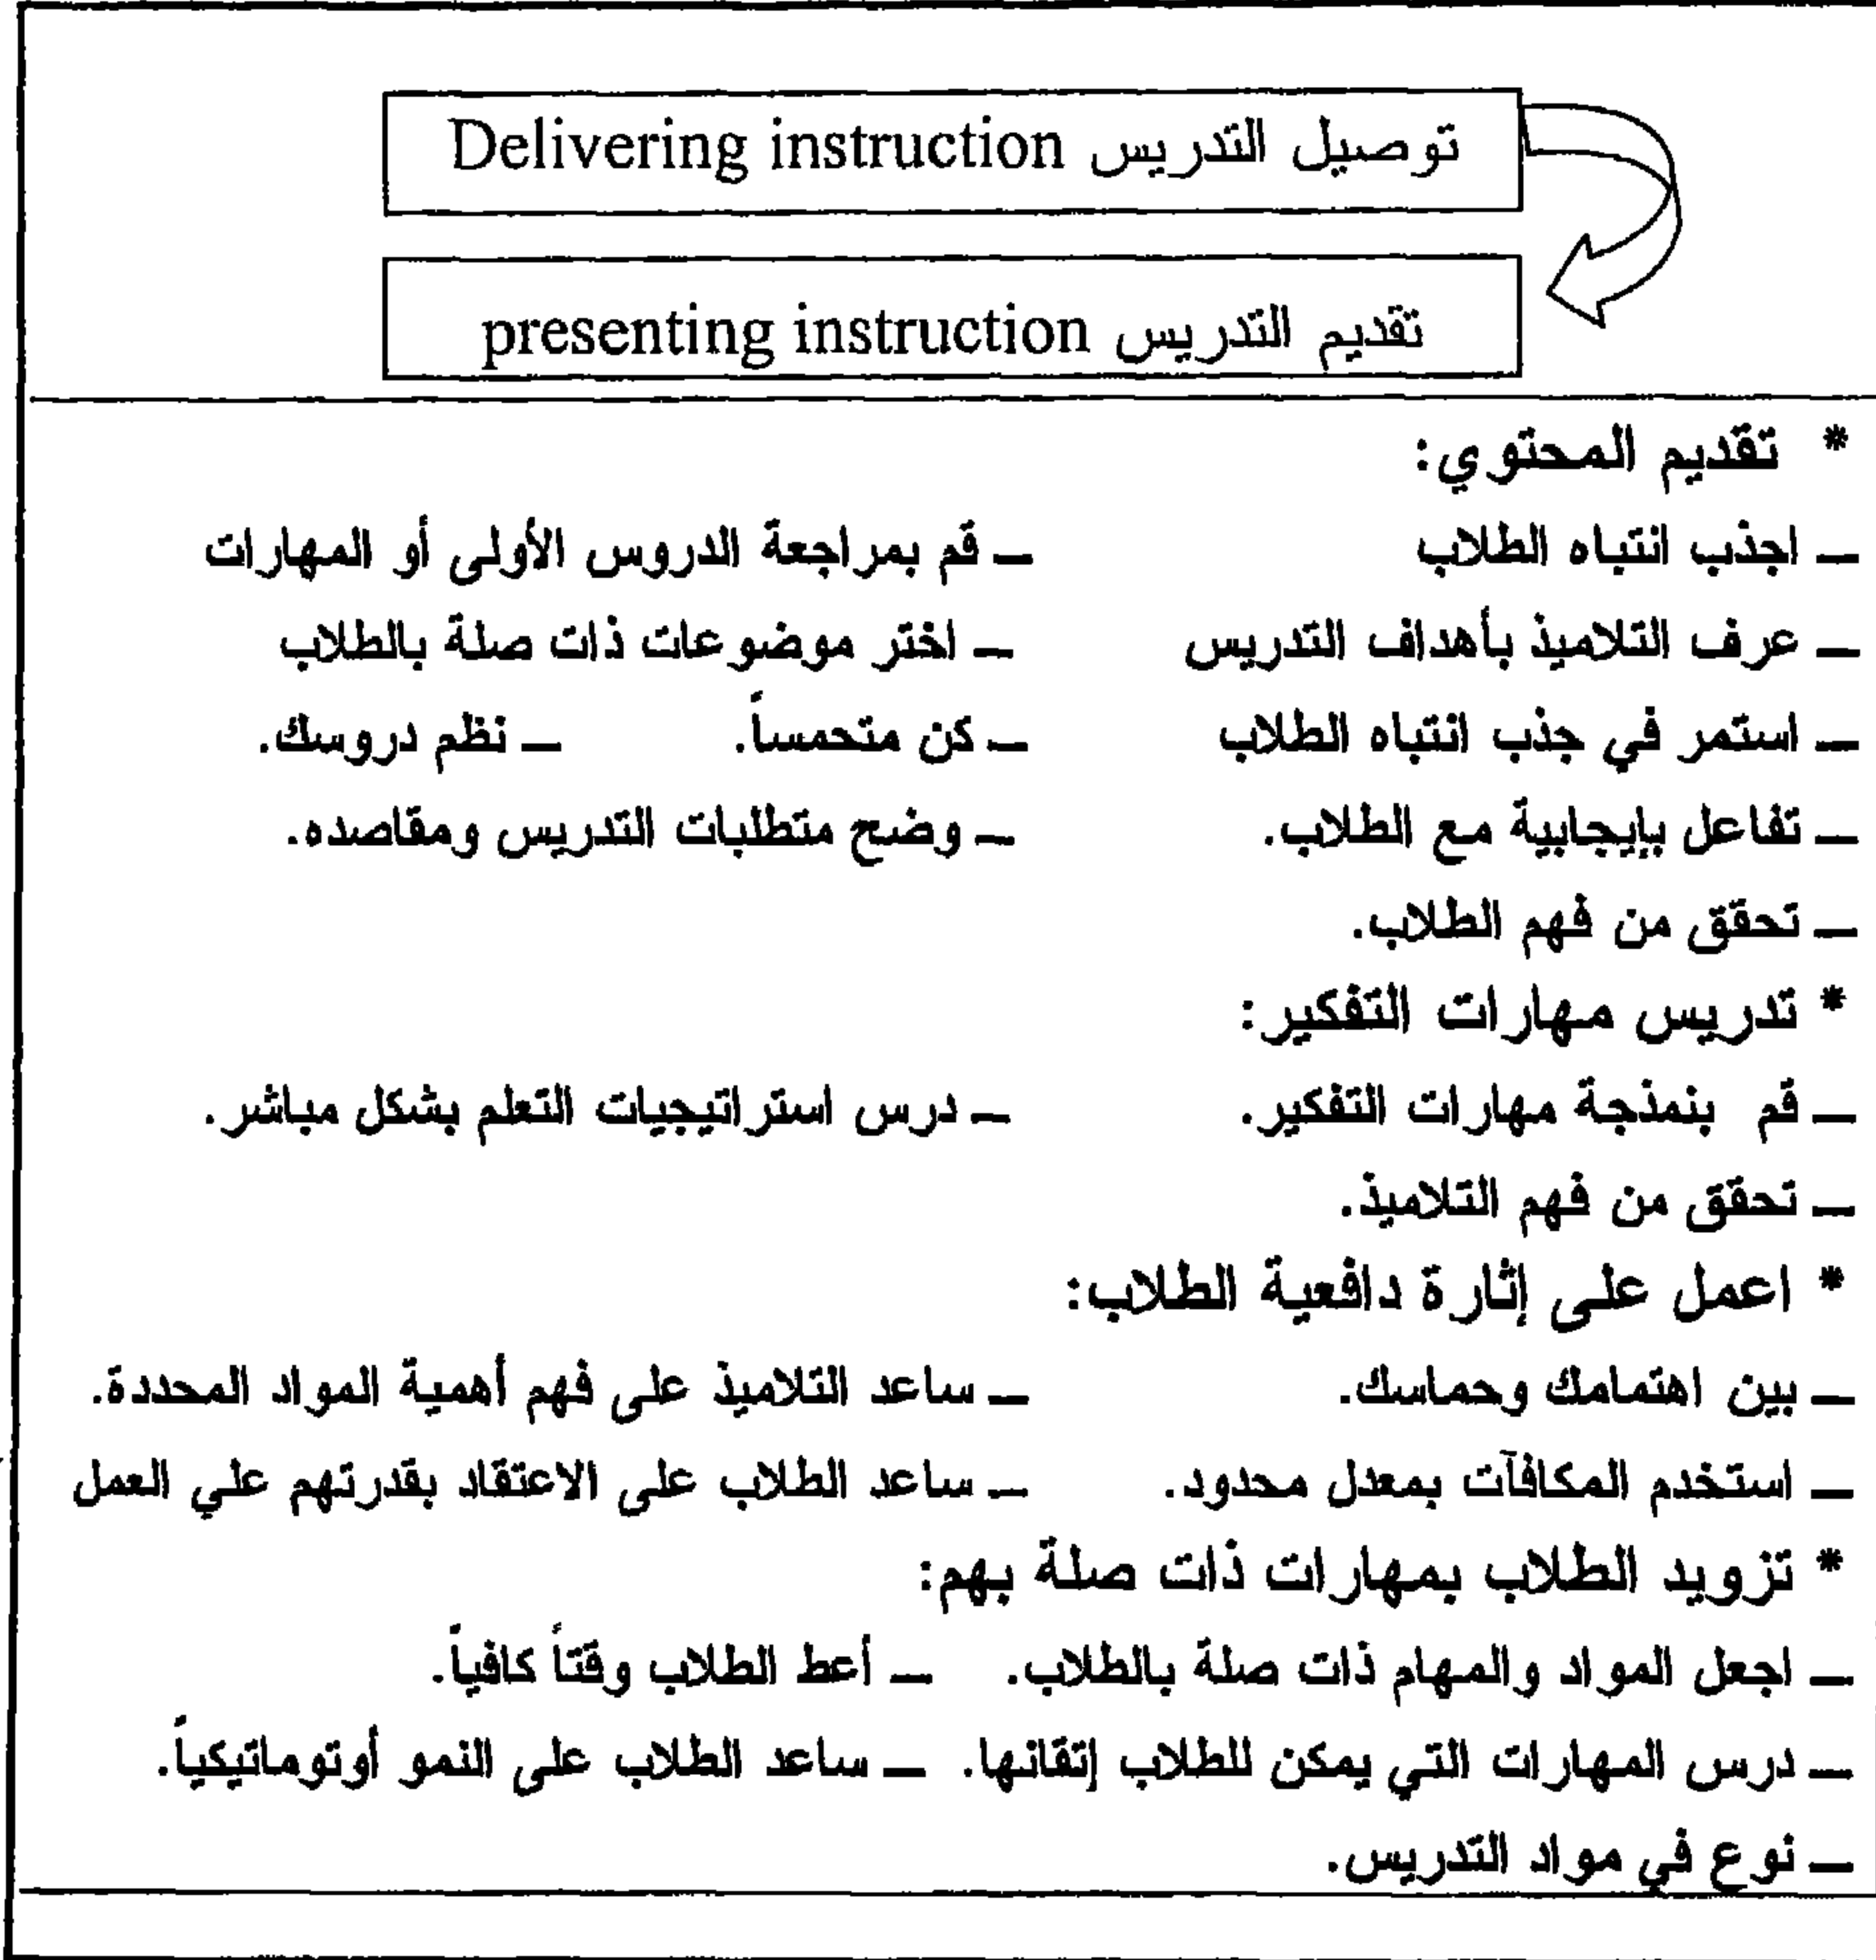 توصيل التدريس Delivering instruction
تقديم التدريس presenting instruction
* تقديم المحتوي:
ـ اجذب انتباه الطلاب ـ قم بمراجعة الدروس الأولى أو المهارات
ـ عرف التلاميذ بأهداف التدريس ـ اختر موضوعات ذات صلة بالطلاب
ـ استمر في جذب انتباه الطلاب ـ كن متحمساً. ـ نظم دروسك.
ـ تفاعل بإيجابية مع الطلاب. ـ وضح متطلبات التدريس ومقاصده.
ـ تحقق من فهم الطلاب.
* تدريس مهارات التفكير:
ـ قم بنمذجة مهارات التفكير. ـ درس استراتيجيات التعلم بشكل مباشر.
ـ تحقق من فهم التلاميذ.
* اعمل على إثارة دافعية الطلاب:
ـ بين اهتمامك وحماسك. ـ ساعد التلاميذ على فهم أهمية المواد المحددة.
ـ استخدم المكافآت بمعدل محدود. ـ ساعد الطلاب على الاعتقاد بقدرتهم علي العمل
* تزويد الطلاب بمهارات ذات صلة بهم:
ـ اجعل المواد والمهام ذات صلة بالطلاب. ـ أعط الطلاب وقتاً كافياً.
ـ درس المهارات التي يمكن للطلاب إتقانها. ـ ساعد الطلاب على النمو أوتوماتيكياً.
ـ نوع في مواد التدريس.